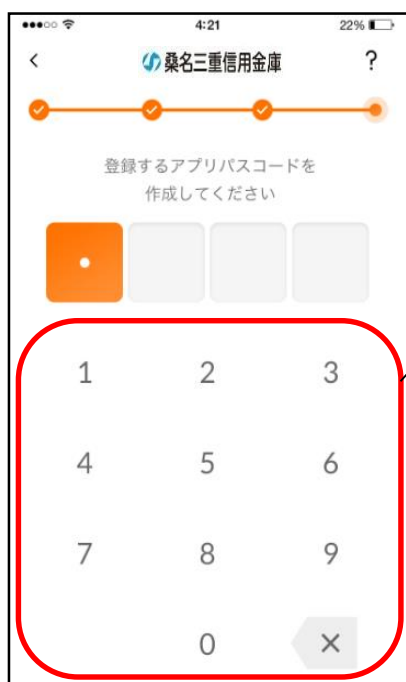 4:21
22%
桑名三重信用金庫
?
登録するアプリパスコードを
作成してください
1 2 3
4 5 6
7 8 9
0